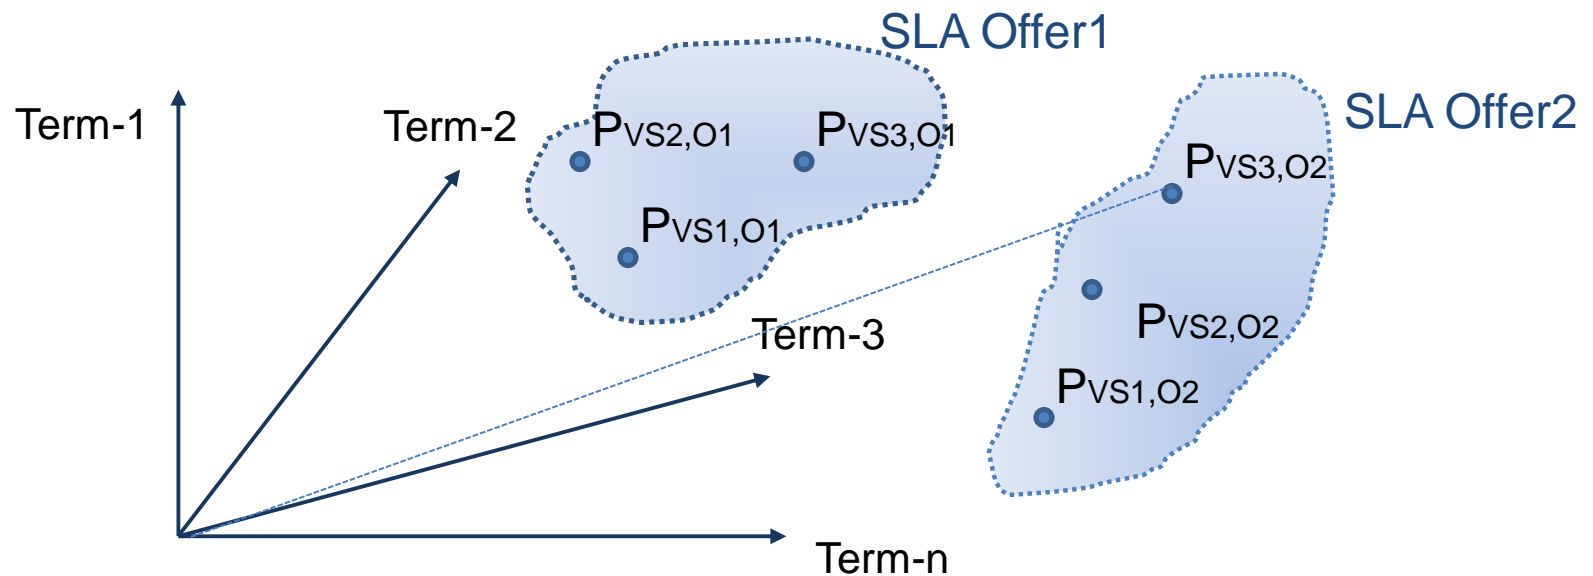 SLA Offer1
SLA Offer2
Term-1
Term-2
PVS2,O1
PVS3,O1
PVS3,O2
PVS1,O1
Term-3
PVS2,O2
PVS1,O2
Term-n